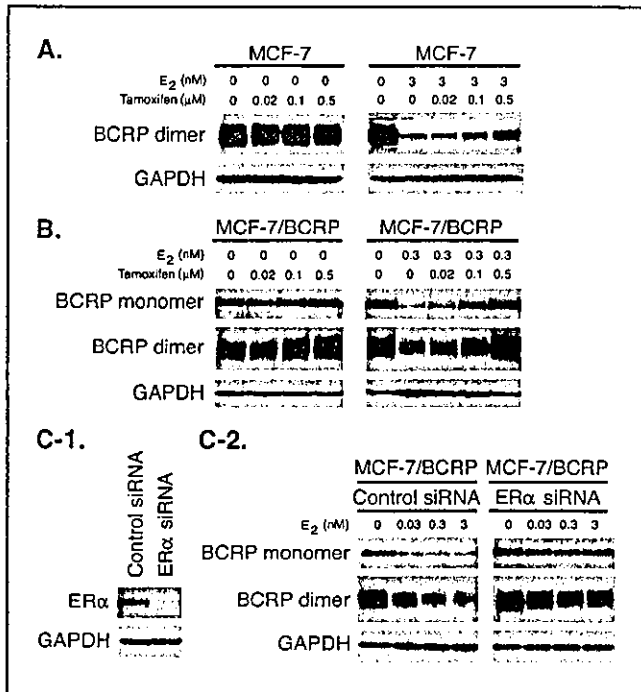 A.
MCF-7 MCF-7
E2 (nM) 0 0 0 0 0 3 3 3 3
Tamoxifen (μM) 0 0.02 0.1 0.5 0 0 0.02 0.1 0.5
BCRP dimer
GAPDH
B.
MCF-7/BCRP MCF-7/BCRP
E2 (nM) 0 0 0 0 0 0.3 0.3 0.3 0.3
Tamoxifen (μM) 0 0.02 0.1 0.5 0 0 0.02 0.1 0.5
BCRP monomer
BCRP dimer
GAPDH
C-1.
Control siRNA
ERα siRNA
ERα
GAPDH
C-2.
MCF-7/BCRP MCF-7/BCRP
Control siRNA ERα siRNA
E2 (nM) 0 0.03 0.3 3 0 0.03 0.3 3
BCRP monomer
BCRP dimer
GAPDH